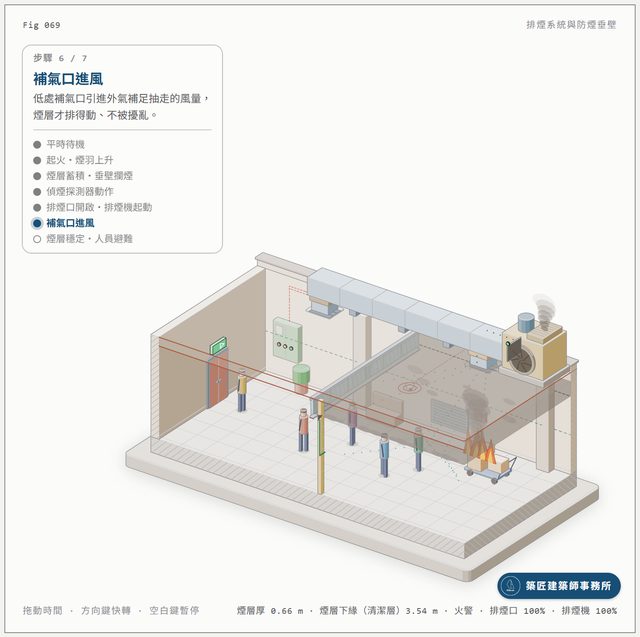 Fig 069
排煙系統與防煙垂壁
步驟 6 / 7
補氣口進風
低處補氣口引進外氣補足抽走的風量，
煙層才排得動、不被擾亂。
平時待機
起火・煙羽上升
煙層蓄積・垂壁攔煙
偵煙探測器動作
排煙口開啟・排煙機起動
補氣口進風
煙層穩定・人員避難
築匠建築師事務所
拖動時間 · 方向鍵快轉 · 空白鍵暫停
煙層厚 0.66 m · 煙層下緣（清潔層）3.54 m · 火警 · 排煙口 100% · 排煙機 100%